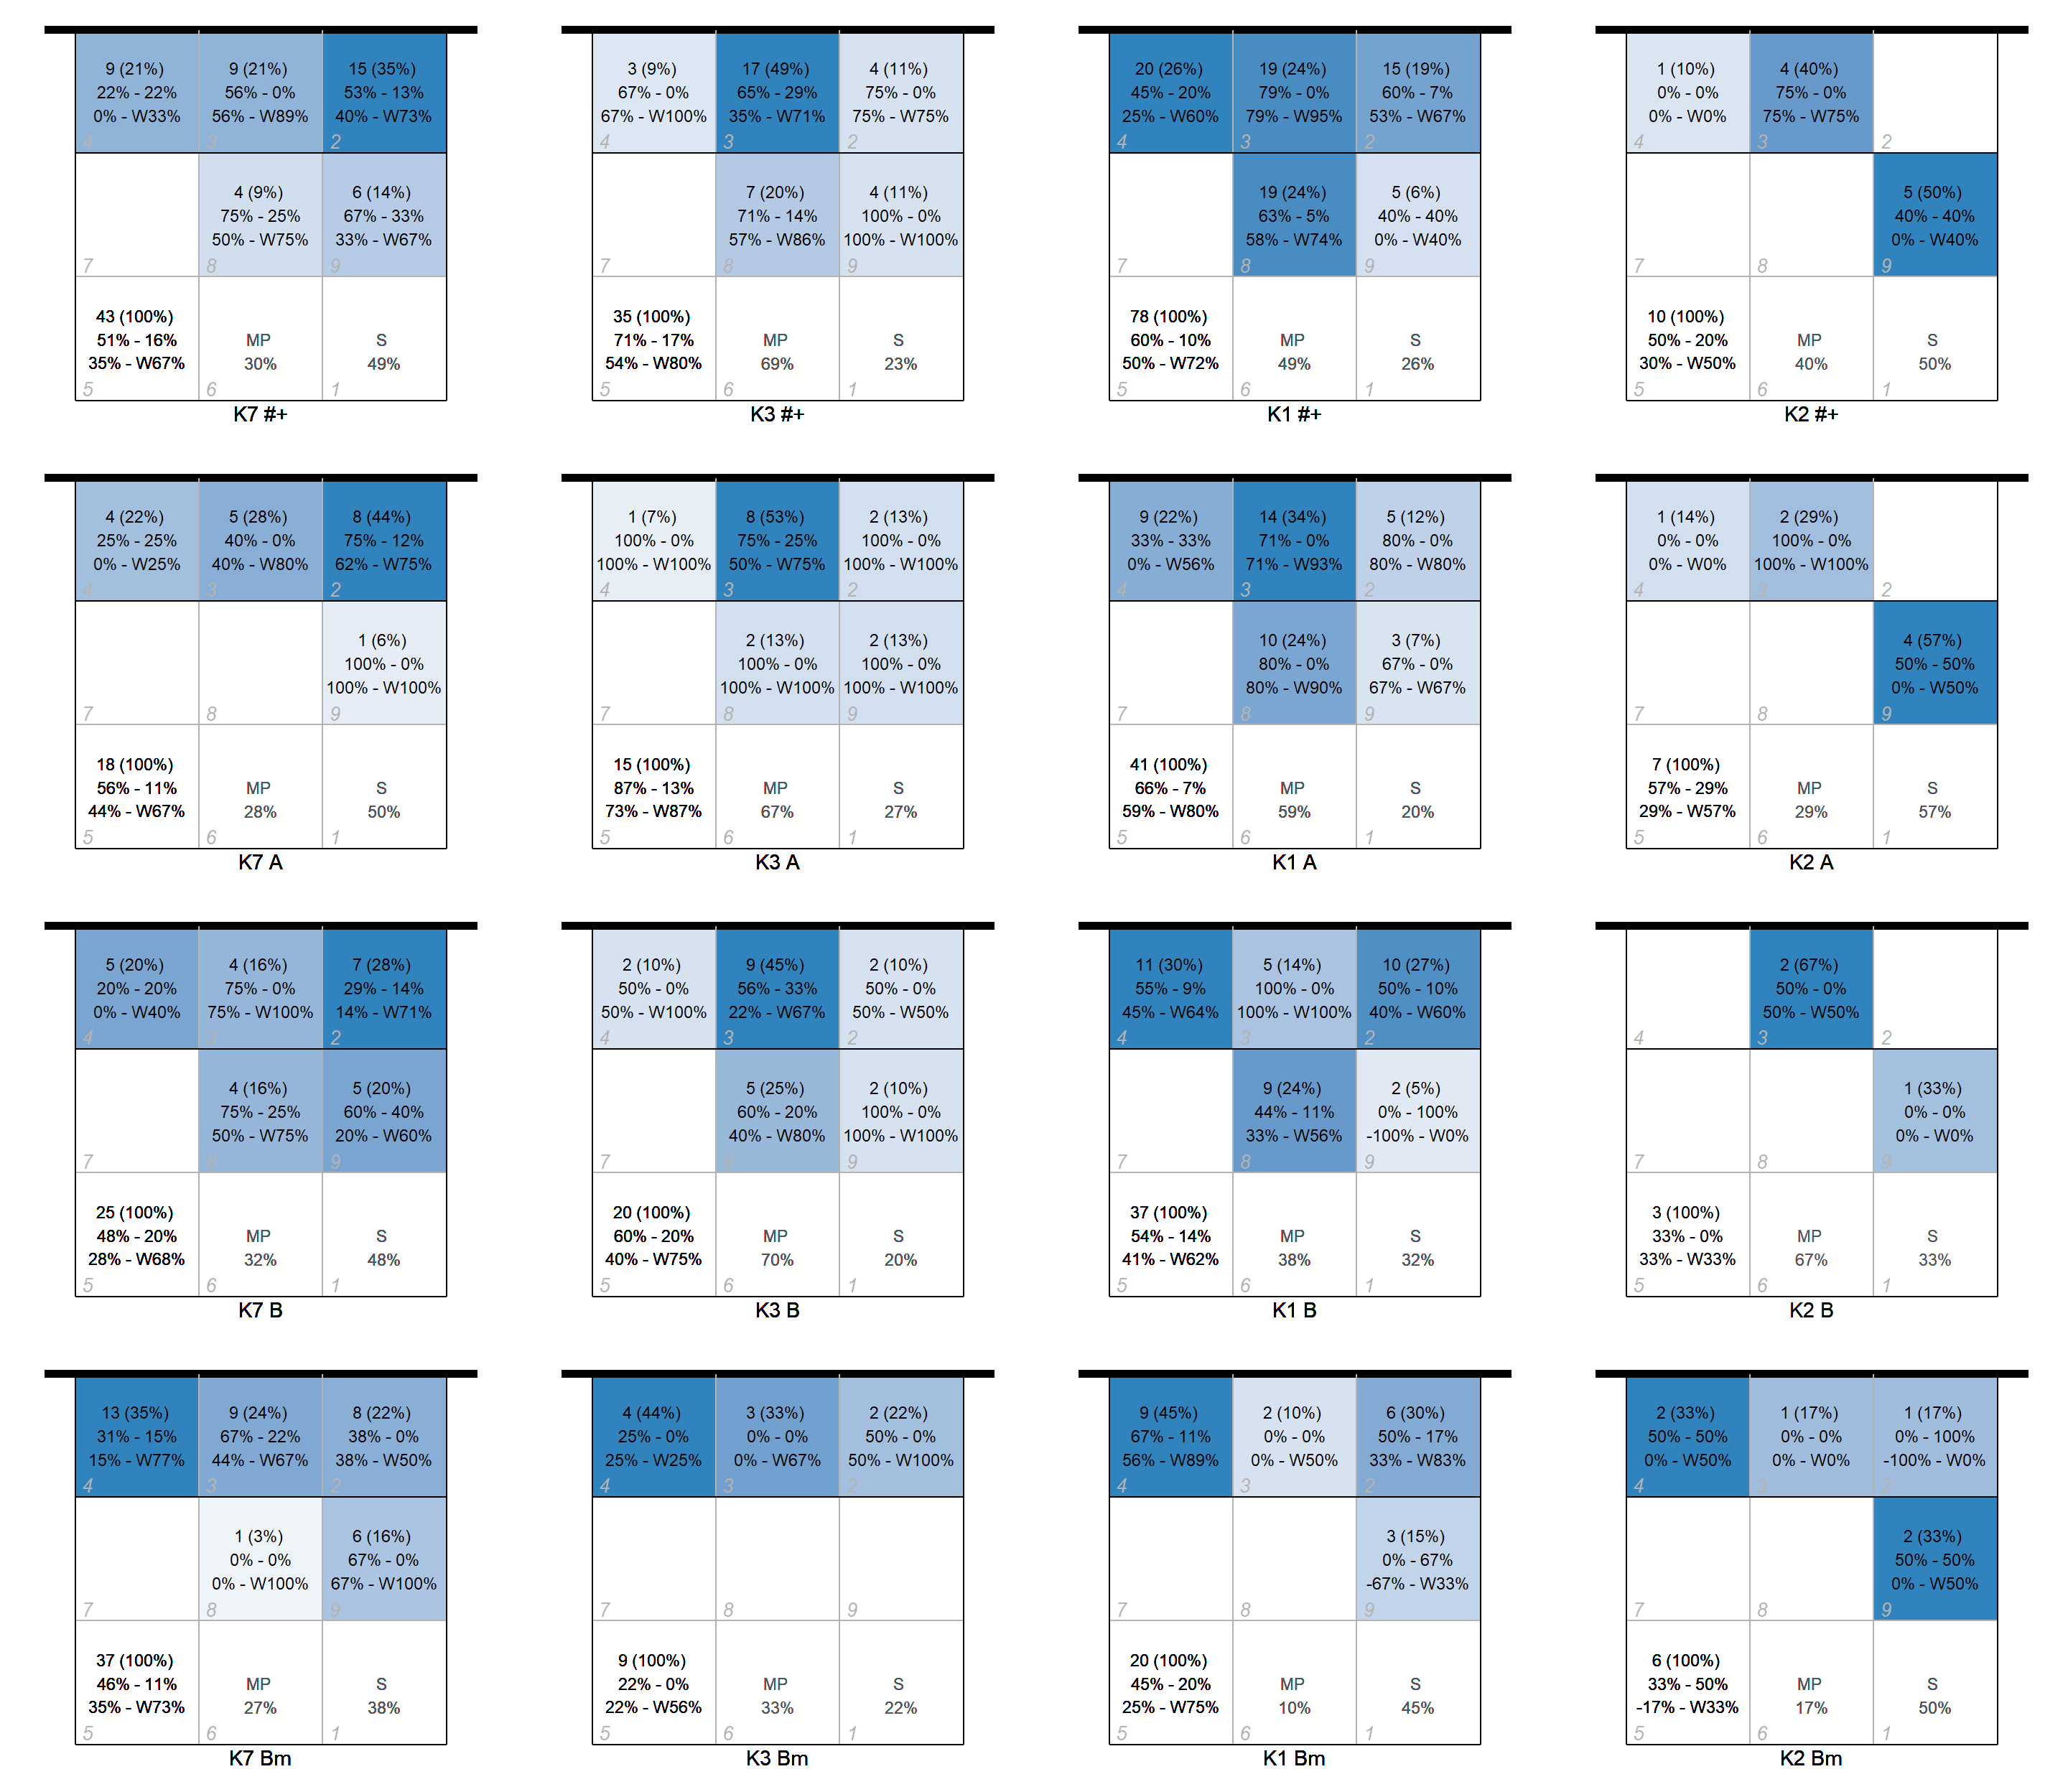 9 (21%) 9 (21%) 15 (35%)
22% - 22% 56% - 0% 53% - 13%
0% - W33% 56% - W89% 40% - W73%
4 3 2
4 (9%) 6 (14%)
75% - 25% 67% - 33%
50% - W75% 33% - W67%
7 8 9
43 (100%)
51% - 16% MP S
35% - W67% 30% 49%
5 6 1
K7 #+
3 (9%) 17 (49%) 4 (11%)
67% - 0% 65% - 29% 75% - 0%
67% - W100% 35% - W71% 75% - W75%
4 3 2
7 (20%) 4 (11%)
71% - 14% 100% - 0%
57% - W86% 100% - W100%
7 8 9
35 (100%)
71% - 17% MP S
54% - W80% 69% 23%
5 6 1
K3 #+
20 (26%) 19 (24%) 15 (19%)
45% - 20% 79% - 0% 60% - 7%
25% - W60% 79% - W95% 53% - W67%
4 3 2
19 (24%) 5 (6%)
63% - 5% 40% - 40%
58% - W74% 0% - W40%
7 8 9
78 (100%)
60% - 10% MP S
50% - W72% 49% 26%
5 6 1
K1 #+
1 (10%) 4 (40%)
0% - 0% 75% - 0%
0% - W0% 75% - W75%
4 3 2
5 (50%)
40% - 40%
0% - W40%
7 8 9
10 (100%)
50% - 20% MP S
30% - W50% 40% 50%
5 6 1
K2 #+
4 (22%) 5 (28%) 8 (44%)
25% - 25% 40% - 0% 75% - 12%
0% - W25% 40% - W80% 62% - W75%
4 3 2
1 (6%)
100% - 0%
100% - W100%
7 8 9
18 (100%)
56% - 11% MP S
44% - W67% 28% 50%
5 6 1
K7 A
1 (7%) 8 (53%) 2 (13%)
100% - 0% 75% - 25% 100% - 0%
100% - W100% 50% - W75% 100% - W100%
4 3 2
2 (13%) 2 (13%)
100% - 0% 100% - 0%
100% - W100% 100% - W100%
7 8 9
15 (100%)
87% - 13% MP S
73% - W87% 67% 27%
5 6 1
K3 A
9 (22%) 14 (34%) 5 (12%)
33% - 33% 71% - 0% 80% - 0%
0% - W56% 71% - W93% 80% - W80%
4 3 2
10 (24%) 3 (7%)
80% - 0% 67% - 0%
80% - W90% 67% - W67%
7 8 9
41 (100%)
66% - 7% MP S
59% - W80% 59% 20%
5 6 1
K1 A
1 (14%) 2 (29%)
0% - 0% 100% - 0%
0% - W0% 100% - W100%
4 3 2
4 (57%)
50% - 50%
0% - W50%
7 8 9
7 (100%)
57% - 29% MP S
29% - W57% 29% 57%
5 6 1
K2 A
5 (20%) 4 (16%) 7 (28%)
20% - 20% 75% - 0% 29% - 14%
0% - W40% 75% - W100% 14% - W71%
4 3 2
4 (16%) 5 (20%)
75% - 25% 60% - 40%
50% - W75% 20% - W60%
7 8 9
25 (100%)
48% - 20% MP S
28% - W68% 32% 48%
5 6 1
K7 B
2 (10%) 9 (45%) 2 (10%)
50% - 0% 56% - 33% 50% - 0%
50% - W100% 22% - W67% 50% - W50%
4 3 2
5 (25%) 2 (10%)
60% - 20% 100% - 0%
40% - W80% 100% - W100%
7 8 9
20 (100%)
60% - 20% MP S
40% - W75% 70% 20%
5 6 1
K3 B
11 (30%) 5 (14%) 10 (27%)
55% - 9% 100% - 0% 50% - 10%
45% - W64% 100% - W100% 40% - W60%
4 3 2
9 (24%) 2 (5%)
44% - 11% 0% - 100%
33% - W56% -100% - W0%
7 8 9
37 (100%)
54% - 14% MP S
41% - W62% 38% 32%
5 6 1
K1 B
2 (67%)
50% - 0%
50% - W50%
4 3 2
1 (33%)
0% - 0%
0% - W0%
7 8 9
3 (100%)
33% - 0% MP S
33% - W33% 67% 33%
5 6 1
K2 B
13 (35%) 9 (24%) 8 (22%)
31% - 15% 67% - 22% 38% - 0%
15% - W77% 44% - W67% 38% - W50%
4 3 2
1 (3%) 6 (16%)
0% - 0% 67% - 0%
0% - W100% 67% - W100%
7 8 9
37 (100%)
46% - 11% MP S
35% - W73% 27% 38%
5 6 1
K7 Bm
4 (44%) 3 (33%) 2 (22%)
25% - 0% 0% - 0% 50% - 0%
25% - W25% 0% - W67% 50% - W100%
4 3 2
7 8 9
9 (100%)
22% - 0% MP S
22% - W56% 33% 22%
5 6 1
K3 Bm
9 (45%) 2 (10%) 6 (30%)
67% - 11% 0% - 0% 50% - 17%
56% - W89% 0% - W50% 33% - W83%
4 3 2
3 (15%)
0% - 67%
-67% - W33%
7 8 9
20 (100%)
45% - 20% MP S
25% - W75% 10% 45%
5 6 1
K1 Bm
2 (33%) 1 (17%) 1 (17%)
50% - 50% 0% - 0% 0% - 100%
0% - W50% 0% - W0% -100% - W0%
4 3 2
2 (33%)
50% - 50%
0% - W50%
7 8 9
6 (100%)
33% - 50% MP S
-17% - W33% 17% 50%
5 6 1
K2 Bm